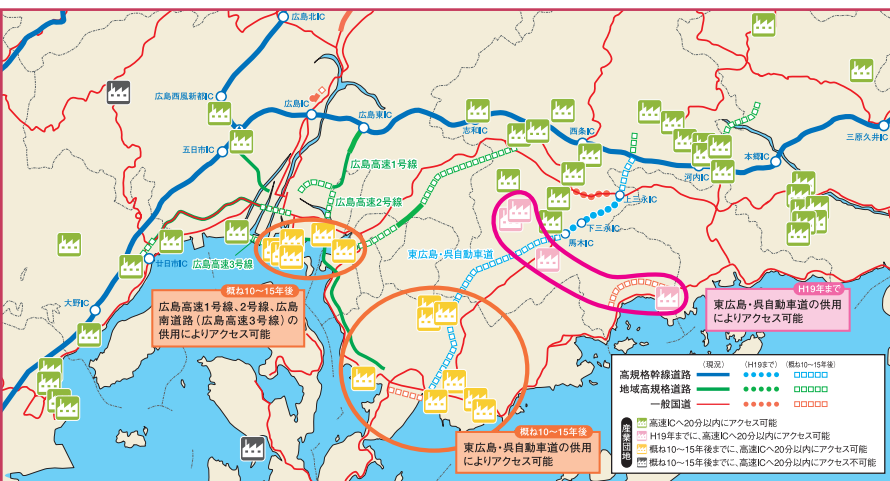 広島北IC
広島西風新都IC
広島IC
広島東IC
五日市IC
志和IC
西条IC
本郷IC
三原久井IC
河内IC
広島高速1号線
広島高速2号線
上三永IC
下三永IC
馬木IC
東広島・呉自動車道
広島高速3号線
廿日市IC
大野IC
概ね10〜15年後
広島高速1号線、2号線、広島
南道路(広島高速3号線)の
供用によりアクセス可能
H19年まで
東広島・呉自動車道の供用
によりアクセス可能
概ね10〜15年後
東広島・呉自動車道の供用
によりアクセス可能
(現況) (H19まで) (概ね10〜15年後)
高規格幹線道路
地域高規格道路
一般国道
産業団地
高速ICへ20分以内にアクセス可能
H19年までに、高速ICへ20分以内にアクセス可能
概ね10〜15年後までに、高速ICへ20分以内にアクセス可能
概ね10〜15年後までに、高速ICへ20分以内にアクセス不可能